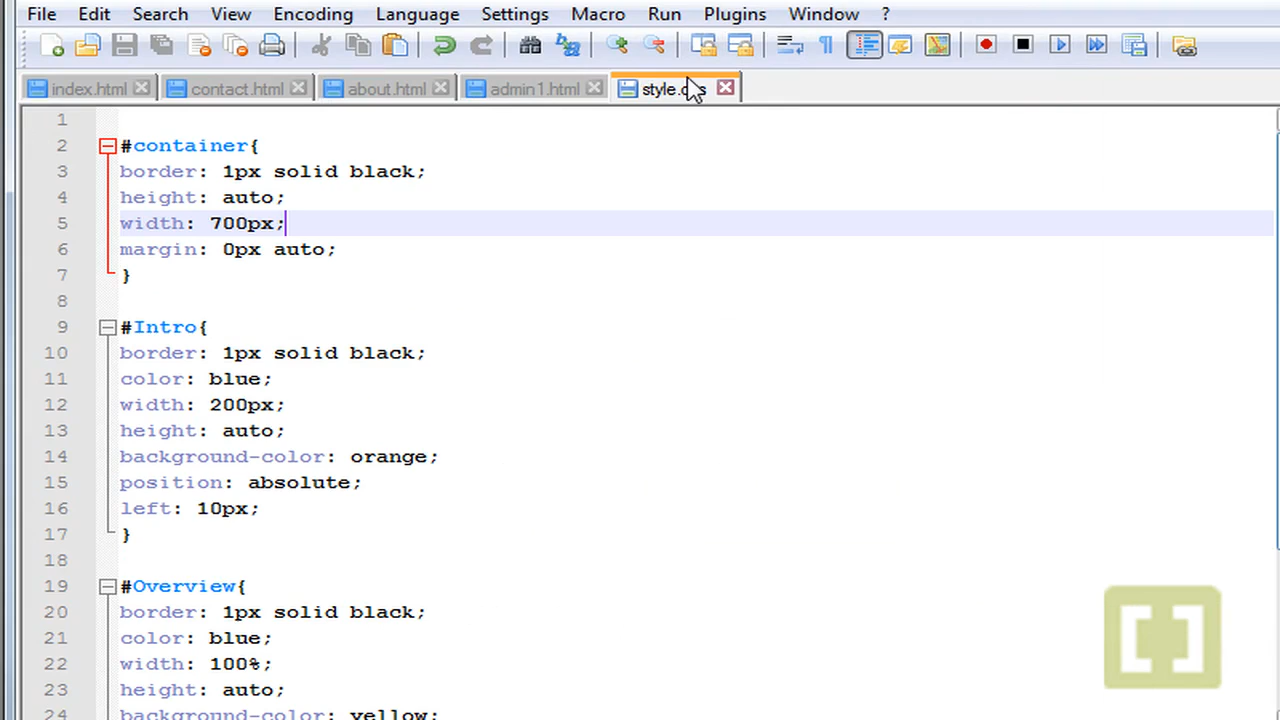 File Edit Search View Encoding Language Settings Macro Run Plugins Window ?
index.html contact.html about.html admin1.html
1
2 #container{
3 border: 1px solid black;
4 height: auto;
5 width: 700px;
6 margin: 0px auto;
7 }
8
9 #Intro{
10 border: 1px solid black;
11 color: blue;
12 width: 200px;
13 height: auto;
14 background-color: orange;
15 position: absolute;
16 left: 10px;
17 }
18
19 #Overview{
20 border: 1px solid black;
21 color: blue;
22 width: 100%;
23 height: auto;
24 background-color: yellow;